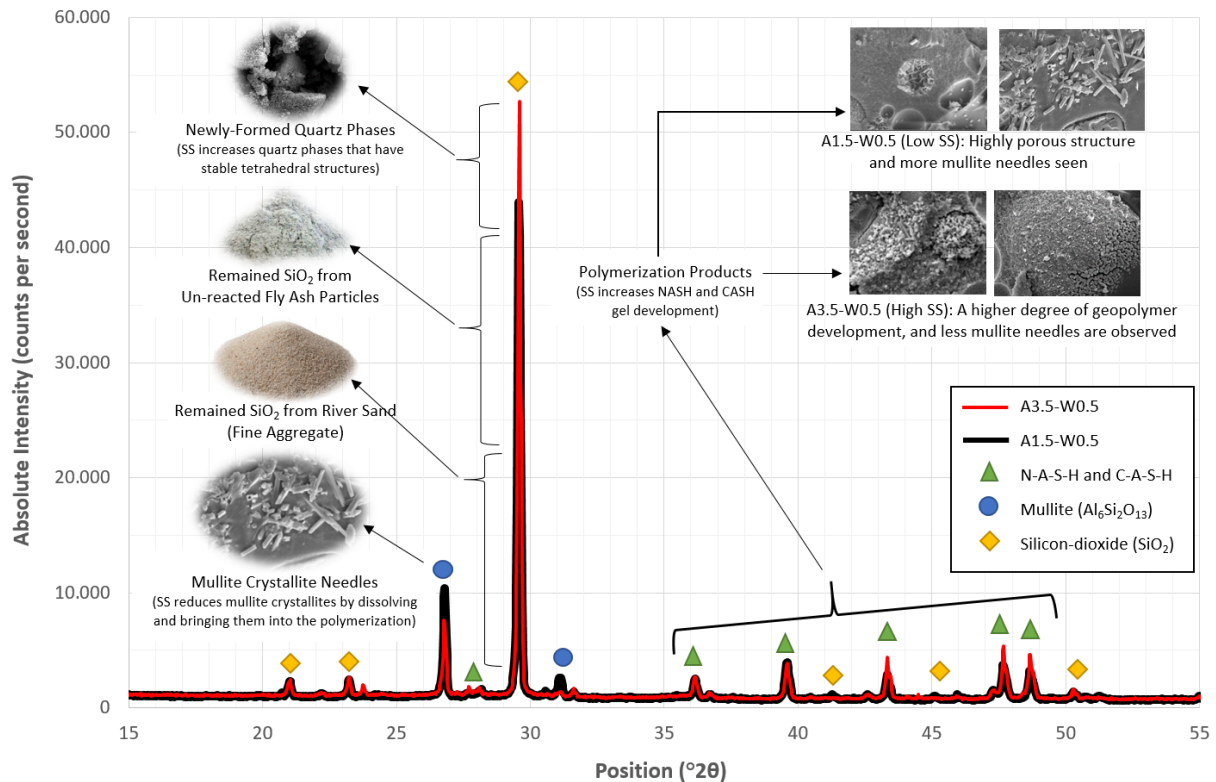 60.000
50.000
40.000
30.000
20.000
10.000
0
Absolute Intensity (counts per second)
15
20
25
30
35
40
45
50
55
Position (°2θ)
Newly-Formed Quartz Phases
(SS increases quartz phases that have
stable tetrahedral structures)
Remained SiO₂ from
Un-reacted Fly Ash Particles
Remained SiO₂ from River Sand
(Fine Aggregate)
Mullite Crystallite Needles
(SS reduces mullite crystallites by dissolving
and bringing them into the polymerization)
Polymerization Products
(SS increases NASH and CASH
gel development)
A1.5-W0.5 (Low SS): Highly porous structure
and more mullite needles seen
A3.5-W0.5 (High SS): A higher degree of geopolymer
development, and less mullite needles are observed
A3.5-W0.5
A1.5-W0.5
N-A-S-H and C-A-S-H
Mullite (Al₆Si₂O₁₃)
Silicon-dioxide (SiO₂)